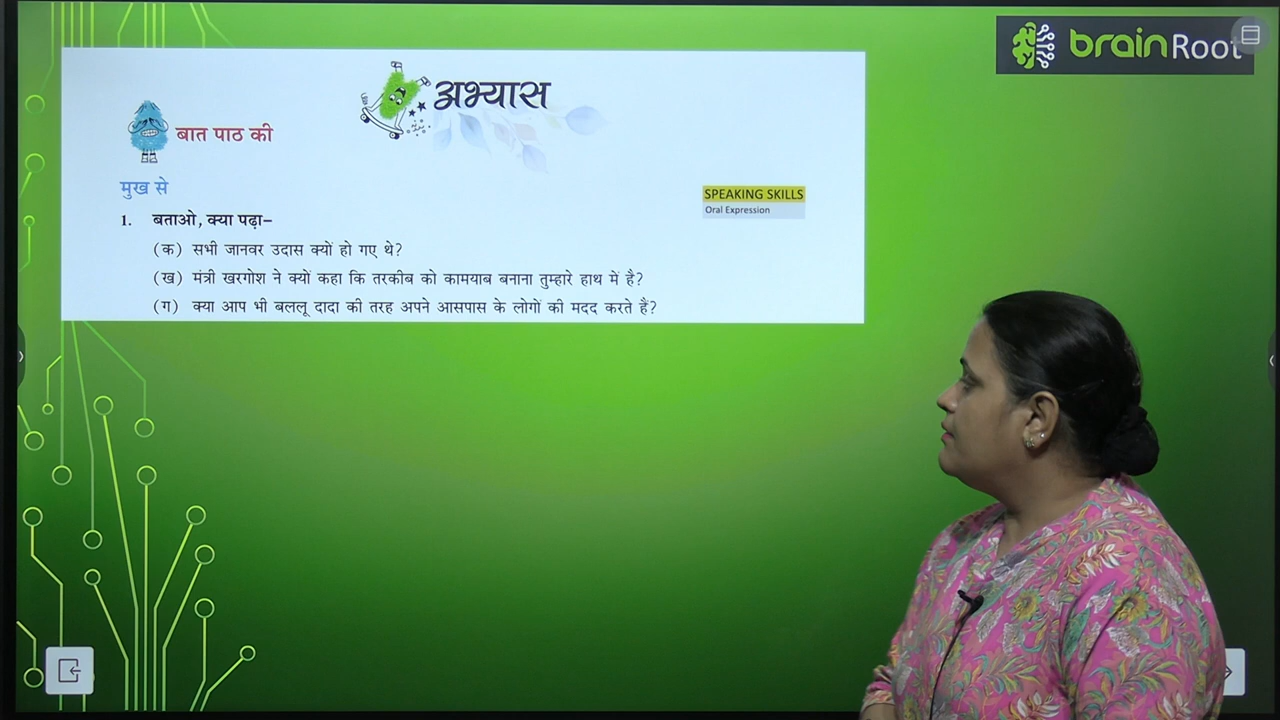 brainRoot
अभ्यास
बात पाठ की
मुख से
SPEAKING SKILLS
Oral Expression
1. बताओ, क्या पढ़ा–
(क) सभी जानवर उदास क्यों हो गए थे?
(ख) मंत्री खरगोश ने क्यों कहा कि तरकीब को कामयाब बनाना तुम्हारे हाथ में है?
(ग) क्या आप भी बललू दादा की तरह अपने आसपास के लोगों की मदद करते हैं?